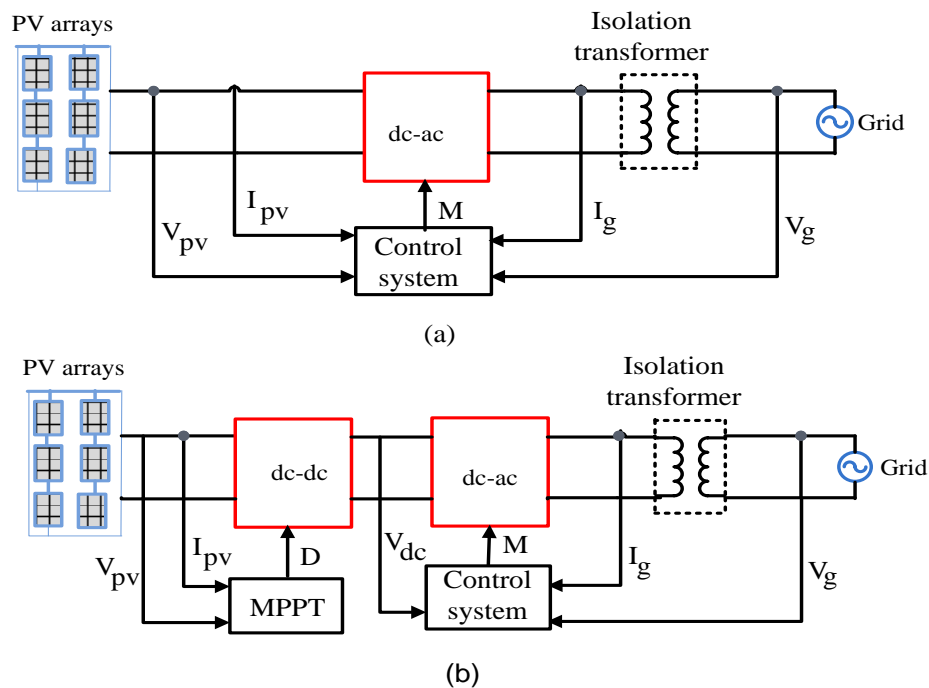 PV arrays
Isolation
transformer
dc-ac
Grid
I pv
M
I g
V pv
Control
system
V g
(a)
PV arrays
Isolation
transformer
dc-dc
dc-ac
Grid
V pv
I pv
D
V dc
M
I g
V g
MPPT
Control
system
(b)